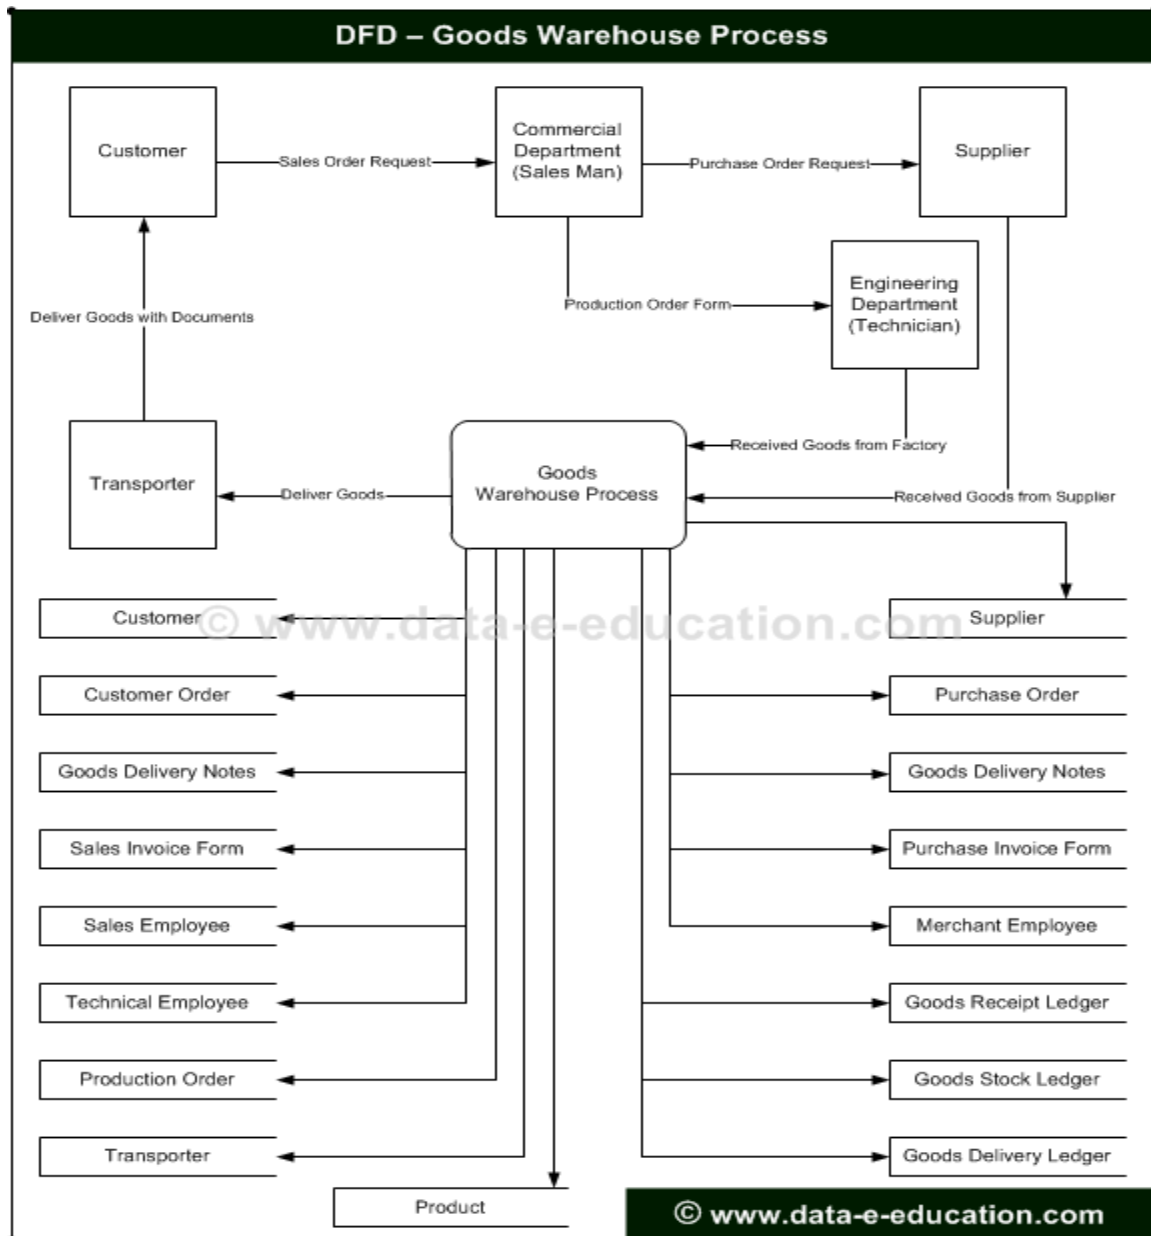 DFD – Goods Warehouse Process
Customer
Sales Order Request
Commercial
Department
(Sales Man)
Purchase Order Request
Supplier
Production Order Form
Engineering
Department
(Technician)
Deliver Goods with Documents
Received Goods from Factory
Transporter
Deliver Goods
Goods
Warehouse Process
Received Goods from Supplier
Customer
Supplier
© www.data-e-education.com
Customer Order
Purchase Order
Goods Delivery Notes
Goods Delivery Notes
Sales Invoice Form
Purchase Invoice Form
Sales Employee
Merchant Employee
Technical Employee
Goods Receipt Ledger
Production Order
Goods Stock Ledger
Transporter
Goods Delivery Ledger
Product
© www.data-e-education.com